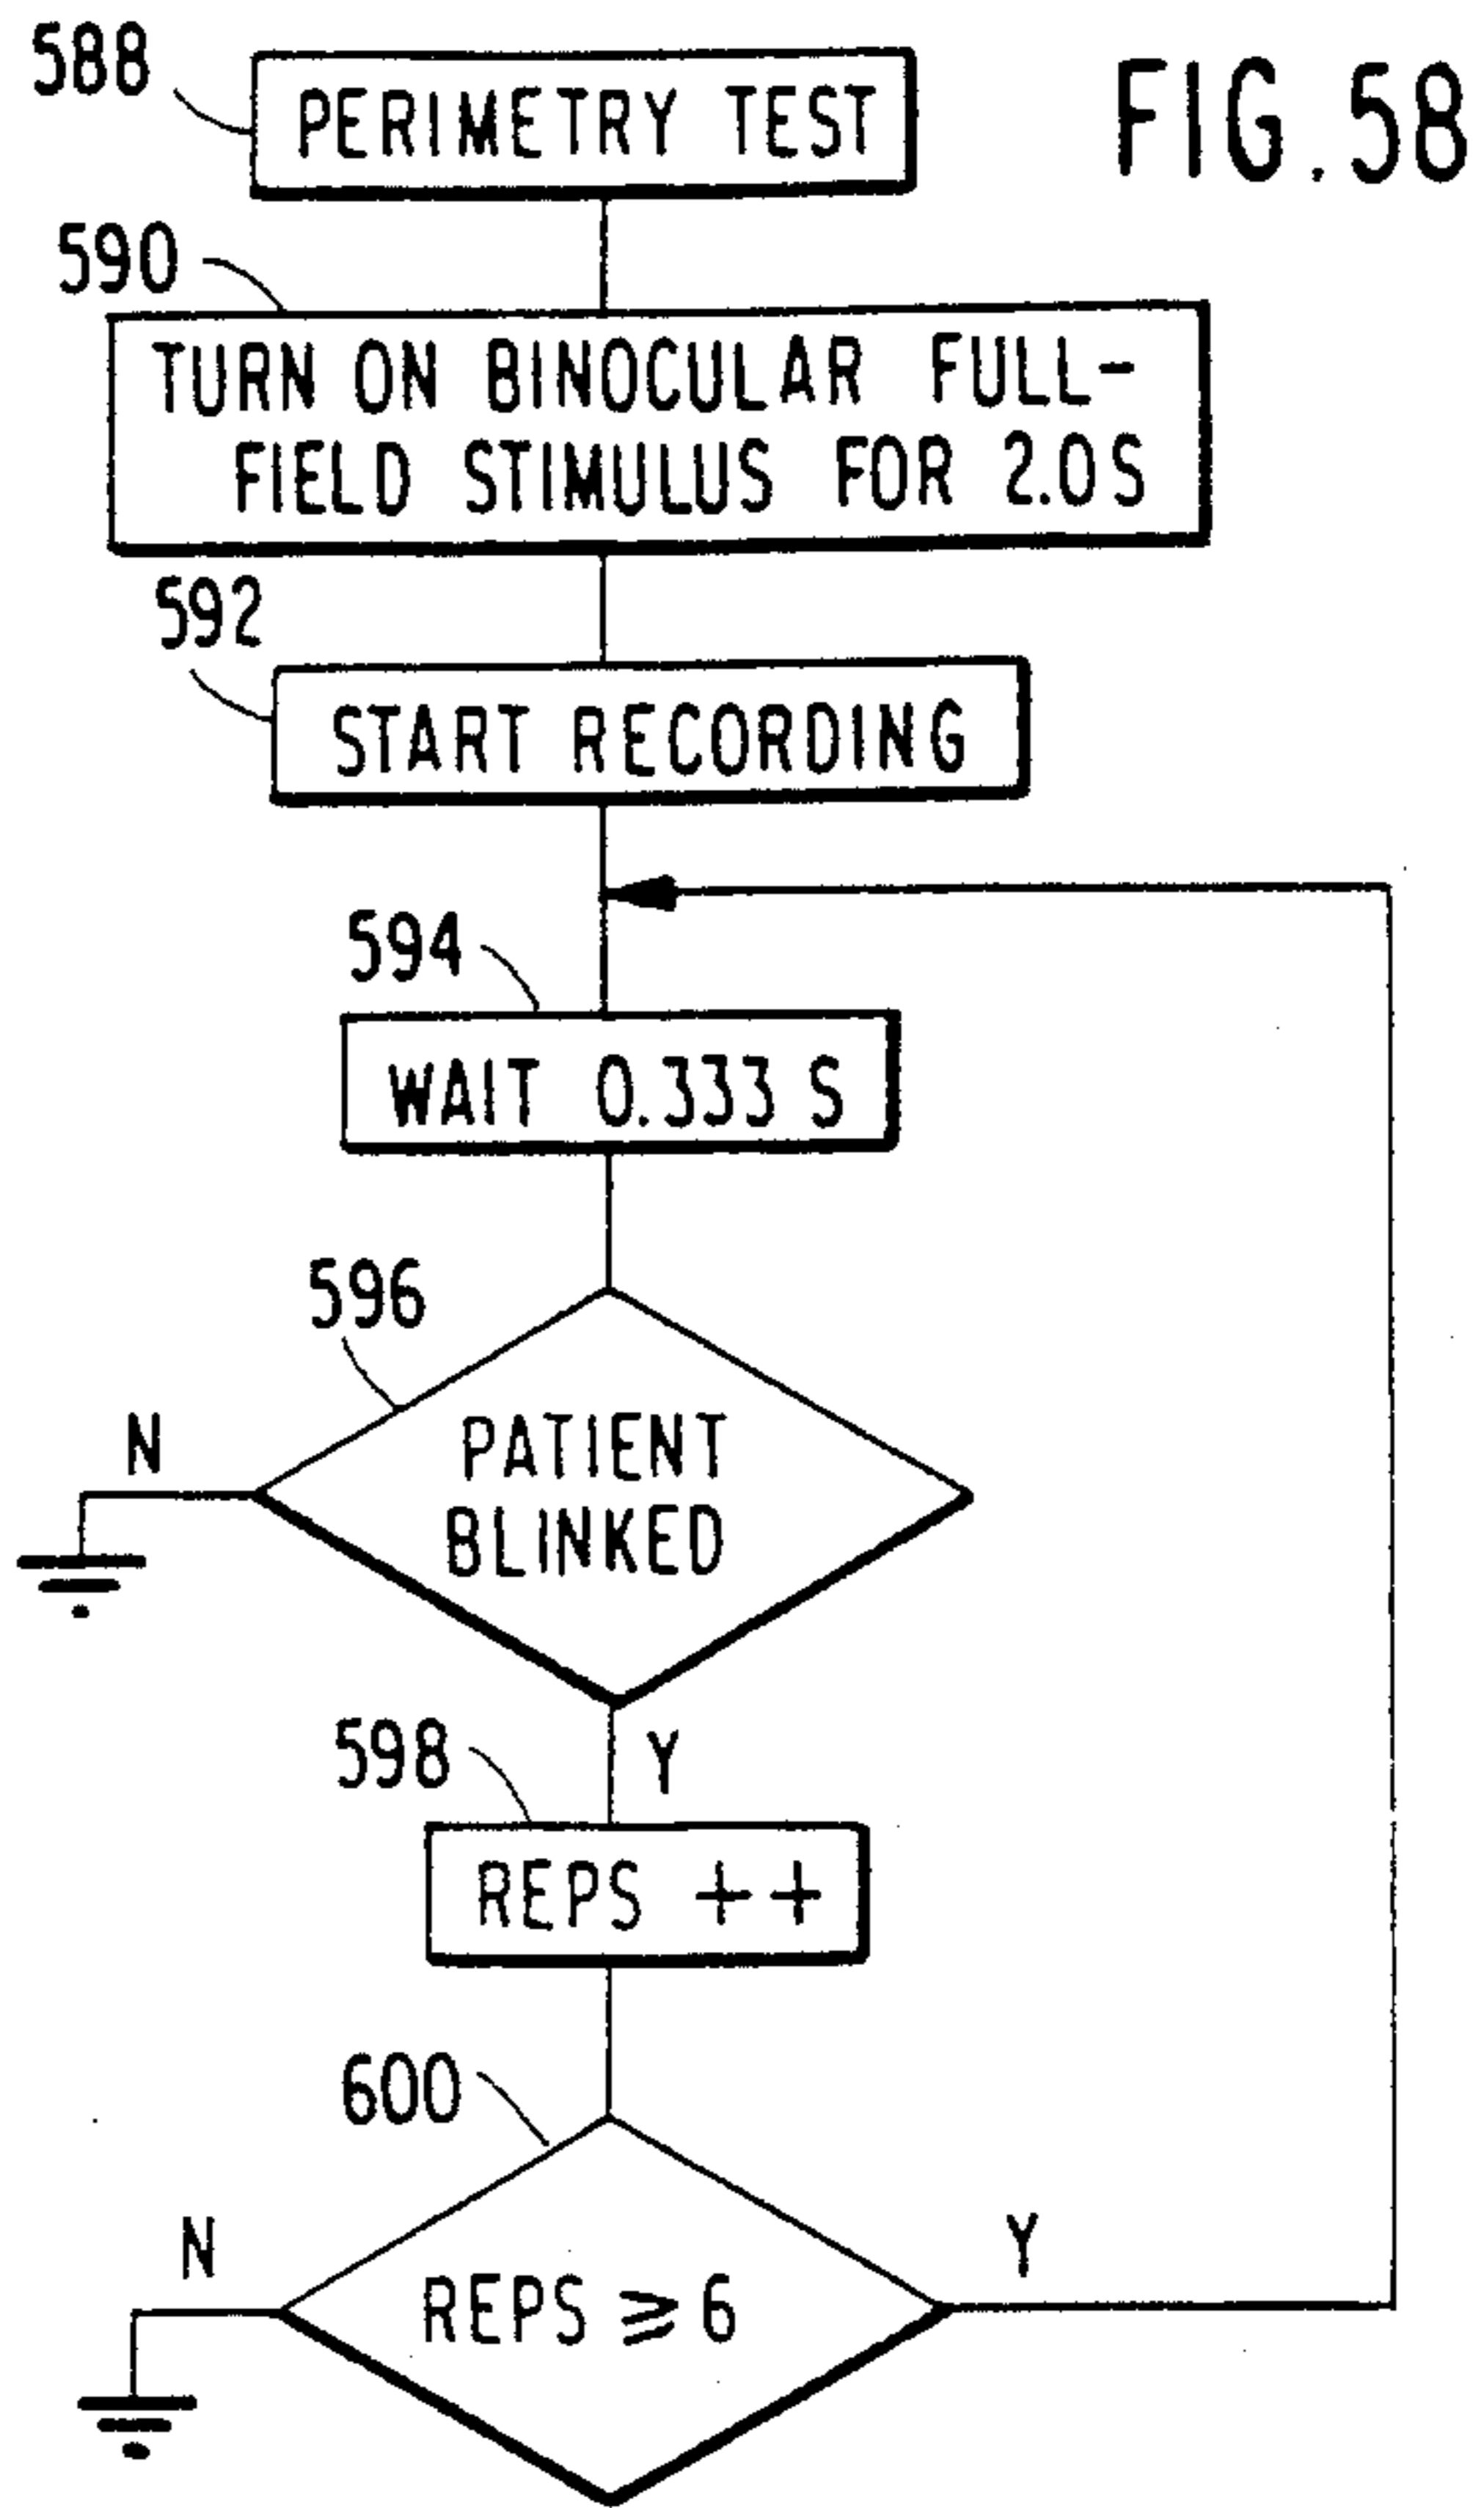 588
PERIMETRY TEST
FIG. 58
590
TURN ON BINOCULAR FULL-
FIELD STIMULUS FOR 2.0 S
592
START RECORDING
594
WAIT 0.333 S
596
N
PATIENT
BLINKED
598
Y
REPS ++
600
N
REPS ⩾ 6
Y